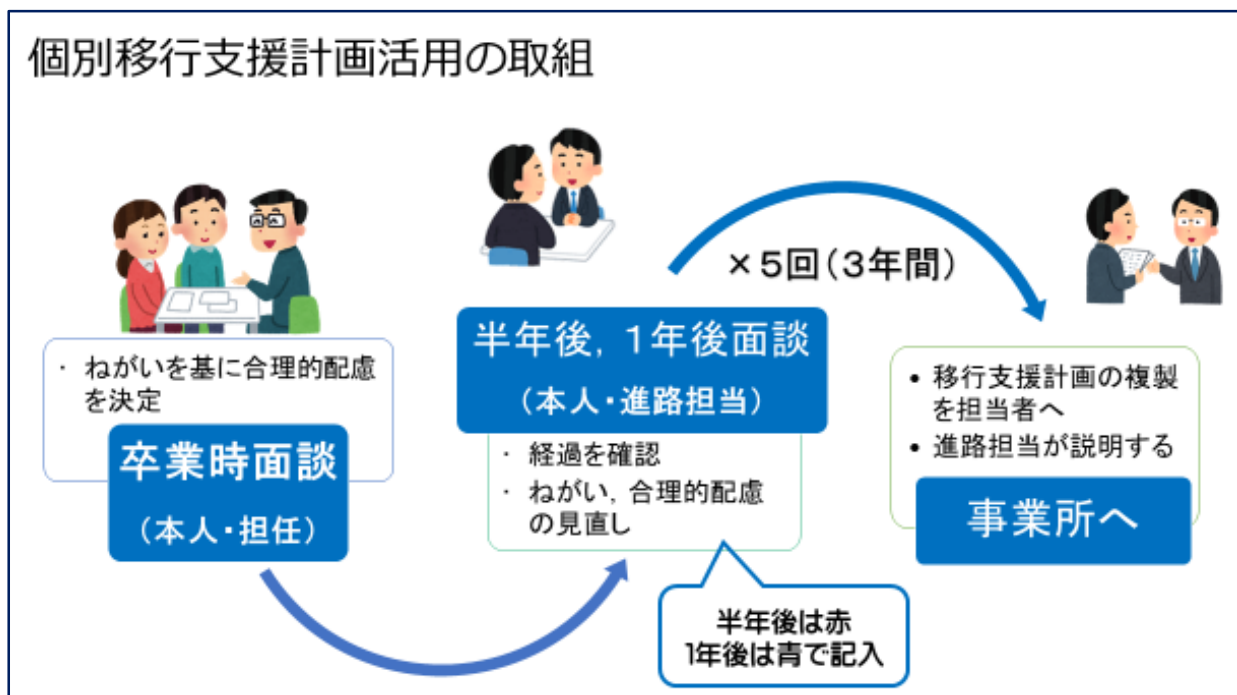 個別移行支援計画活用の取組
・ ねがいを基に合理的配慮
を決定
卒業時面談
（本人・担任）
半年後，１年後面談
（本人・進路担当）
・ 経過を確認
・ ねがい，合理的配慮
の見直し
半年後は赤
1年後は青で記入
×５回（３年間）
• 移行支援計画の複製
を担当者へ
• 進路担当が説明する
事業所へ